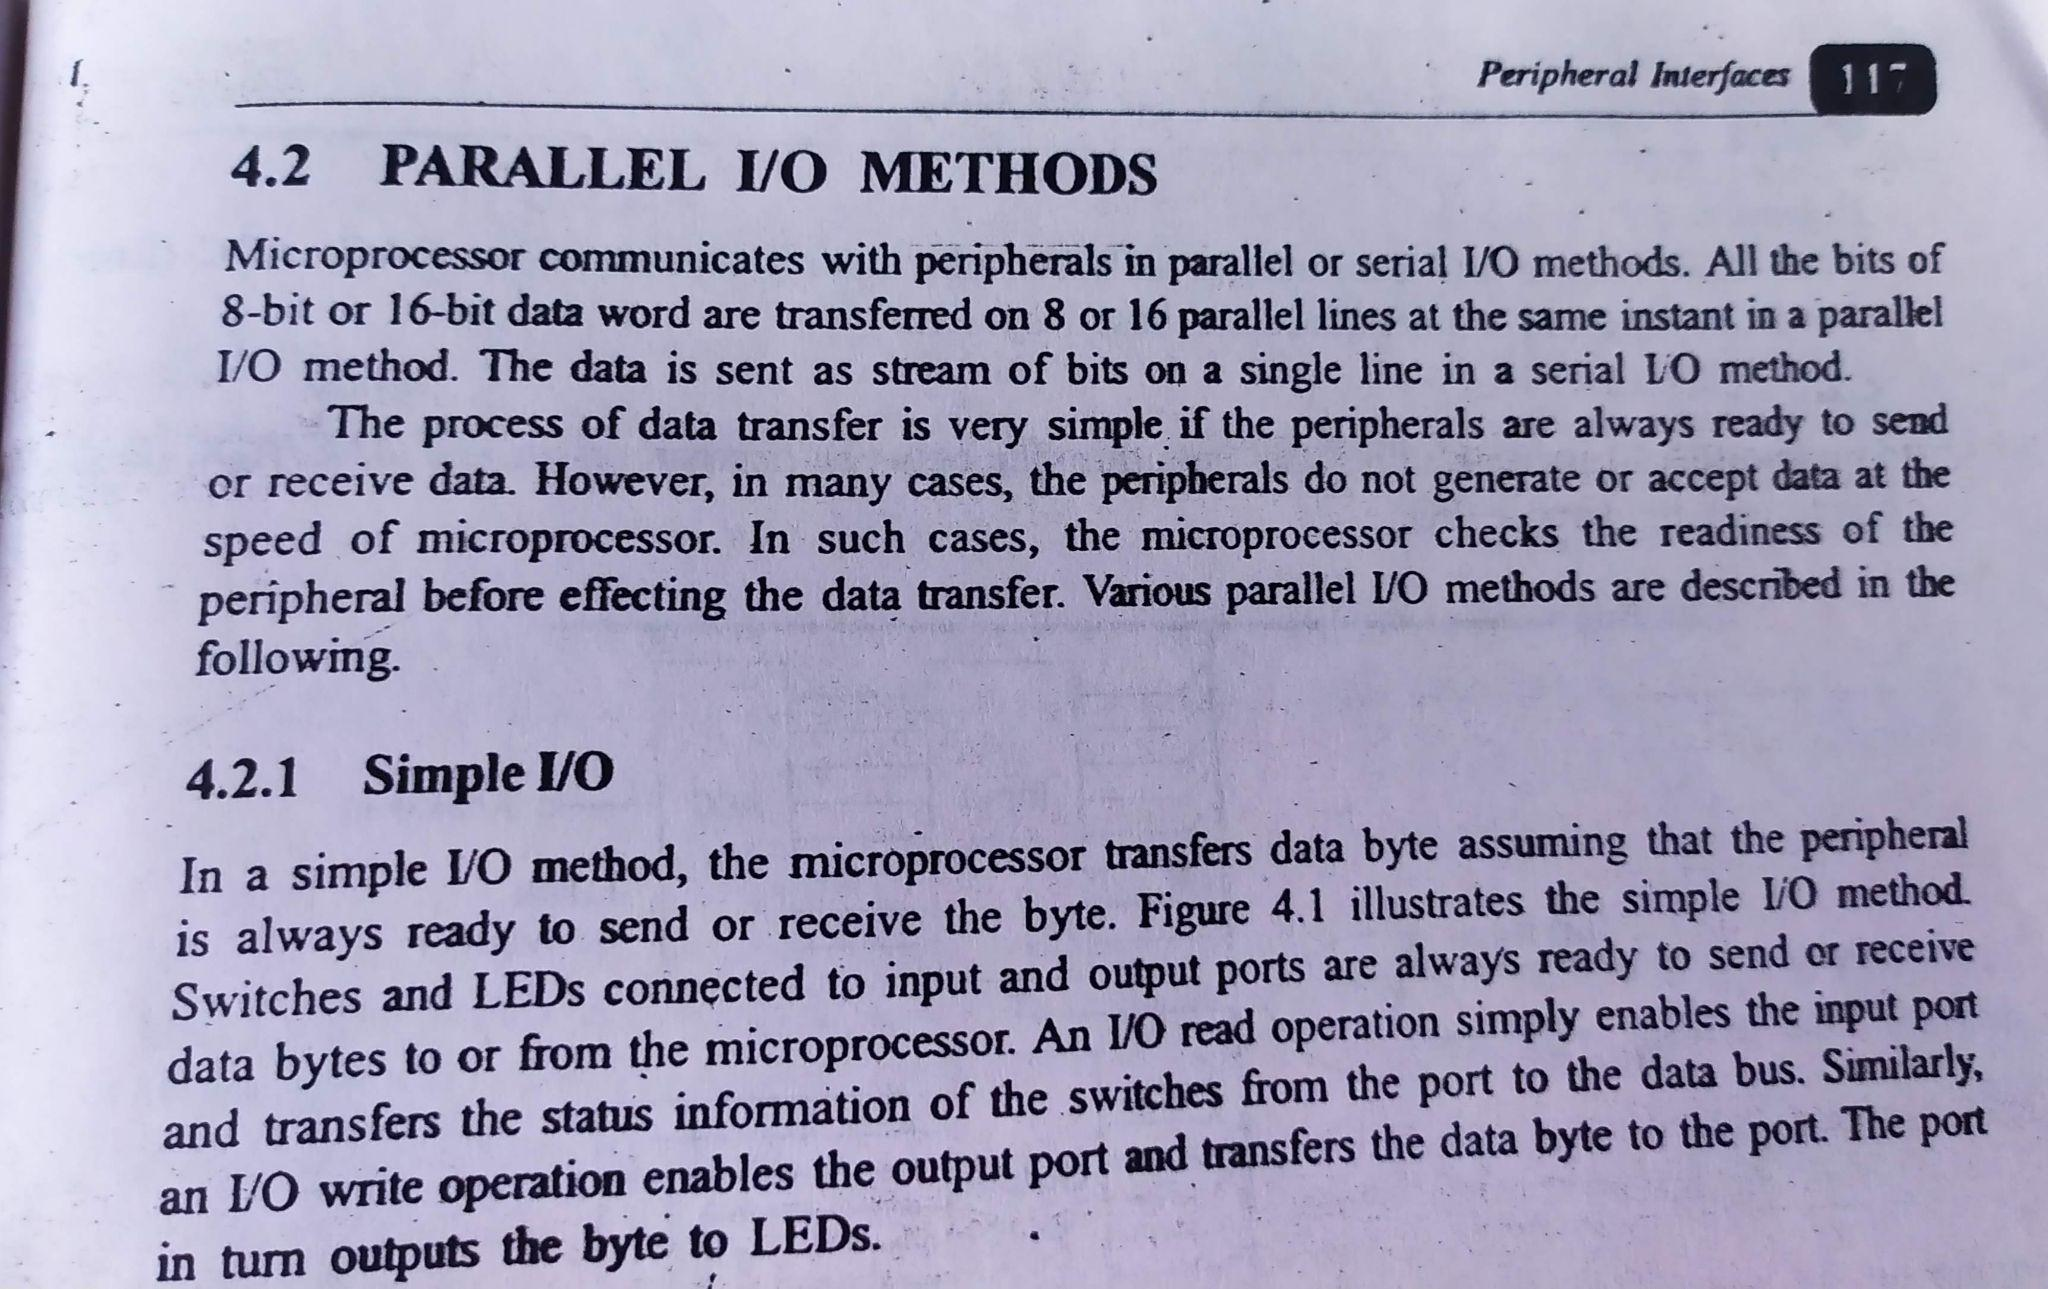 Peripheral Interfaces 117
4.2 PARALLEL I/O METHODS
Microprocessor communicates with peripherals in parallel or serial I/O methods. All the bits of
8-bit or 16-bit data word are transferred on 8 or 16 parallel lines at the same instant in a parallel
I/O method. The data is sent as stream of bits on a single line in a serial I/O method.
The process of data transfer is very simple if the peripherals are always ready to send
or receive data. However, in many cases, the peripherals do not generate or accept data at the
speed of microprocessor. In such cases, the microprocessor checks the readiness of the
peripheral before effecting the data transfer. Various parallel I/O methods are described in the
following.
4.2.1 Simple I/O
In a simple I/O method, the microprocessor transfers data byte assuming that the peripheral
is always ready to send or receive the byte. Figure 4.1 illustrates the simple I/O method.
Switches and LEDs connected to input and output ports are always ready to send or receive
data bytes to or from the microprocessor. An I/O read operation simply enables the input port
and transfers the status information of the switches from the port to the data bus. Similarly,
an I/O write operation enables the output port and transfers the data byte to the port. The port
in turn outputs the byte to LEDs.